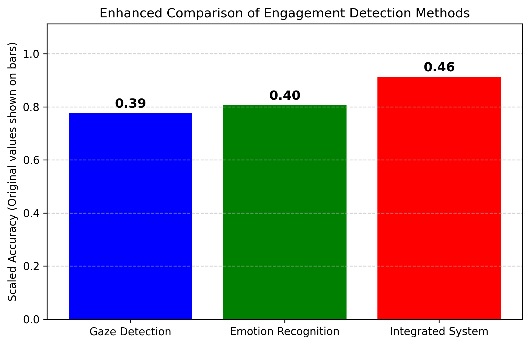 Enhanced Comparison of Engagement Detection Methods
Scaled Accuracy (Original values shown on bars)
1.0
0.8
0.6
0.4
0.2
0.0
0.39
0.40
0.46
Gaze Detection
Emotion Recognition
Integrated System